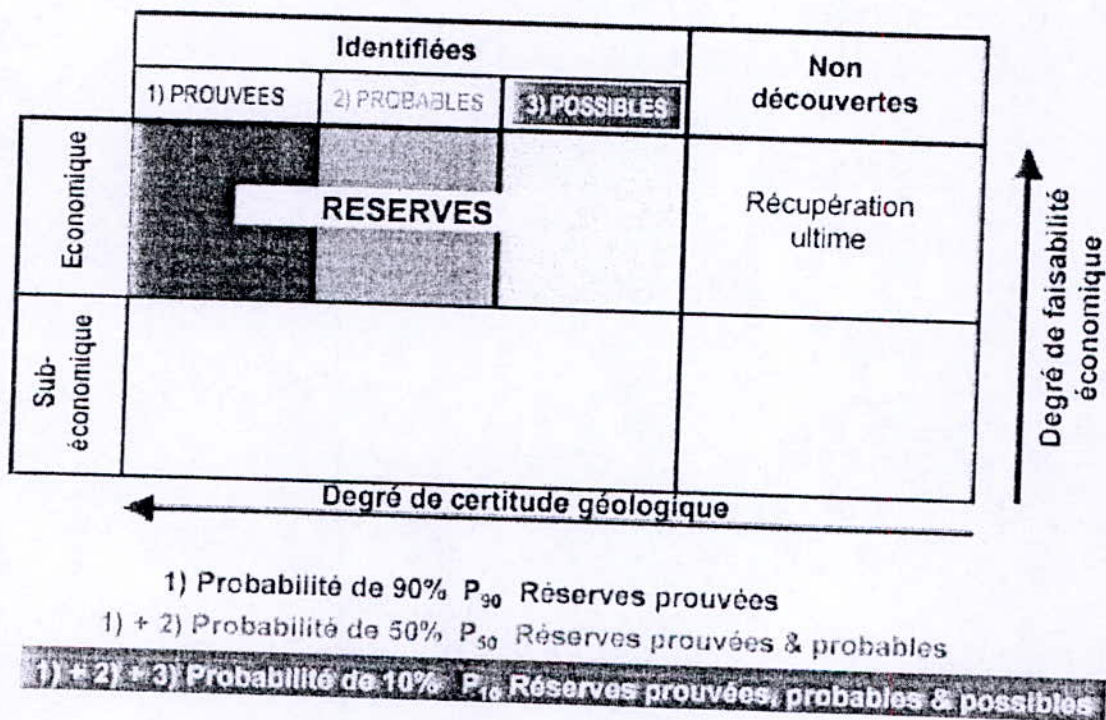 Identifiées
Non
découvertes
1) PROUVEES
2) PROBABLES
3) POSSIBLES
Economique
RESERVES
Récupération
ultime
Sub-
économique
Degré de faisabilité
économique
Degré de certitude géologique
1) Probabilité de 90% P90 Réserves prouvées
1) + 2) Probabilité de 50% P50 Réserves prouvées & probables
1) + 2) + 3) Probabilité de 10% P10 Réserves prouvées, probables & possibles